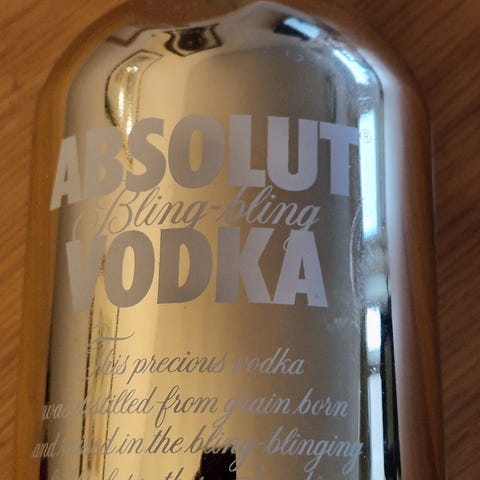 ABSOLUT®
Bling-bling
VODKA
This precious vodka
was distilled from grain born
and raised in the bling-blinging